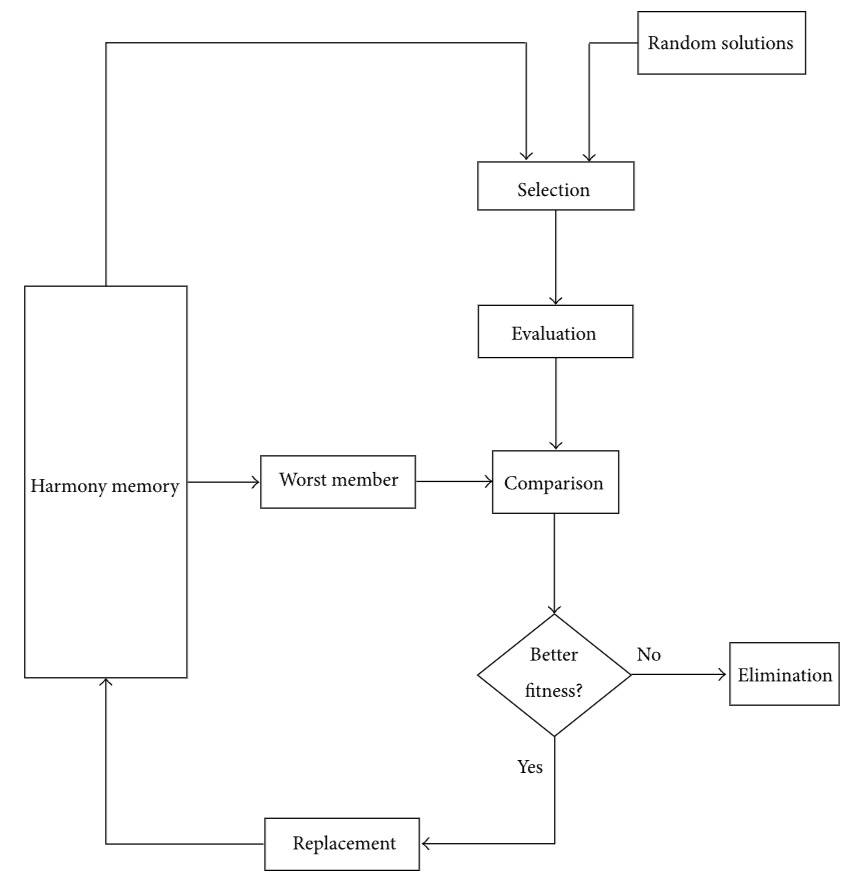 Random solutions
Selection
Evaluation
Harmony memory
Worst member
Comparison
Better
fitness?
No
Elimination
Yes
Replacement